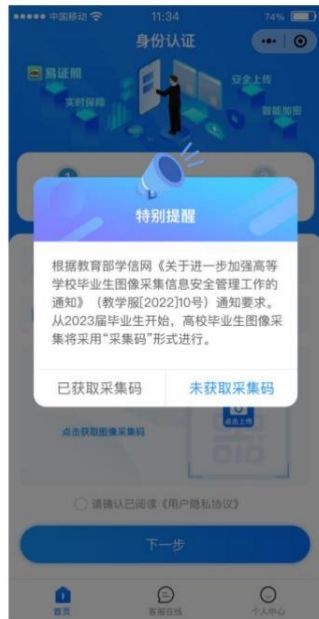 中国移动 11:34 74%
身份认证
易证照
安全上传
实时保障
智能加密
特别提醒
根据教育部学信网《关于进一步加强高等
学校毕业生图像采集信息安全管理工作的
通知》（教学服[2022]10号）通知要求。
从2023届毕业生开始，高校毕业生图像采
集将采用“采集码”形式进行。
已获取采集码 未获取采集码
点击上传
点击获取图像采集码
请确认已阅读《用户隐私协议》
下一步
首页 客服在线 个人中心